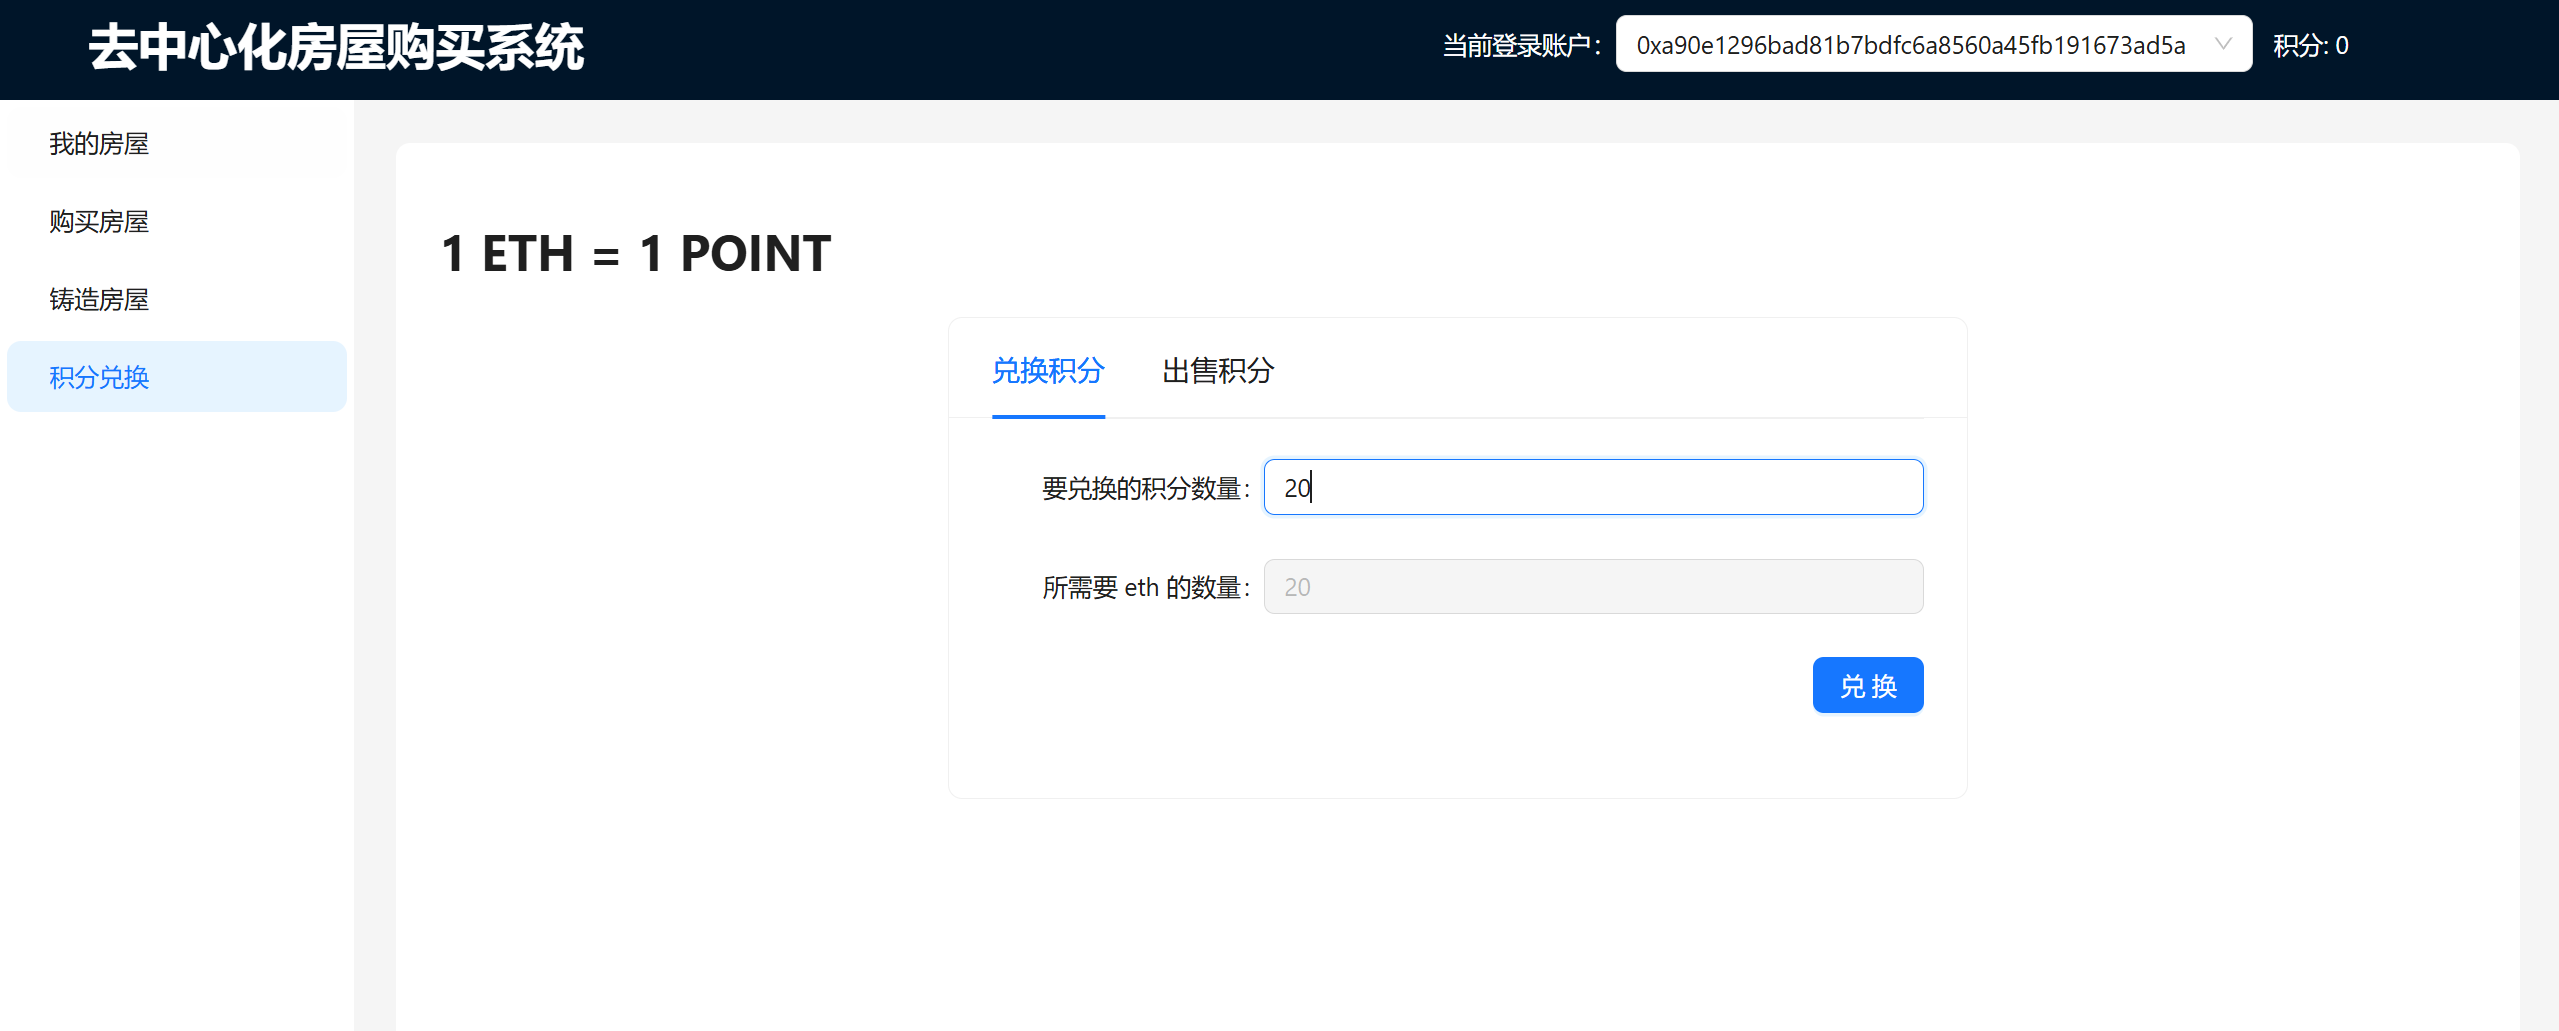 去中心化房屋购买系统
当前登录账户： 0xa90e1296bad81b7bdfc6a8560a45fb191673ad5a 积分: 0
我的房屋
购买房屋
铸造房屋
积分兑换
1 ETH = 1 POINT
兑换积分 出售积分
要兑换的积分数量： 20
所需要 eth 的数量： 20
兑 换